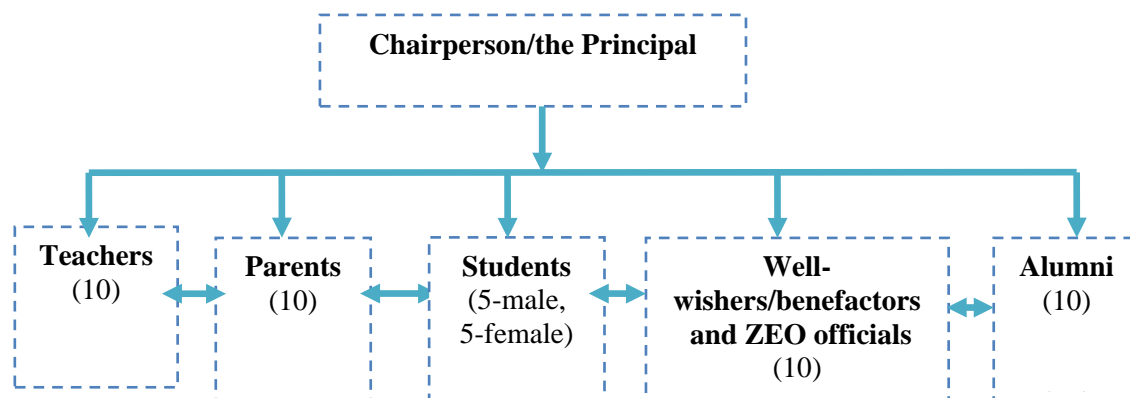 Chairperson/the Principal
Teachers
(10)
Parents
(10)
Students
(5-male,
5-female)
Well-
wishers/benefactors
and ZEO officials
(10)
Alumni
(10)